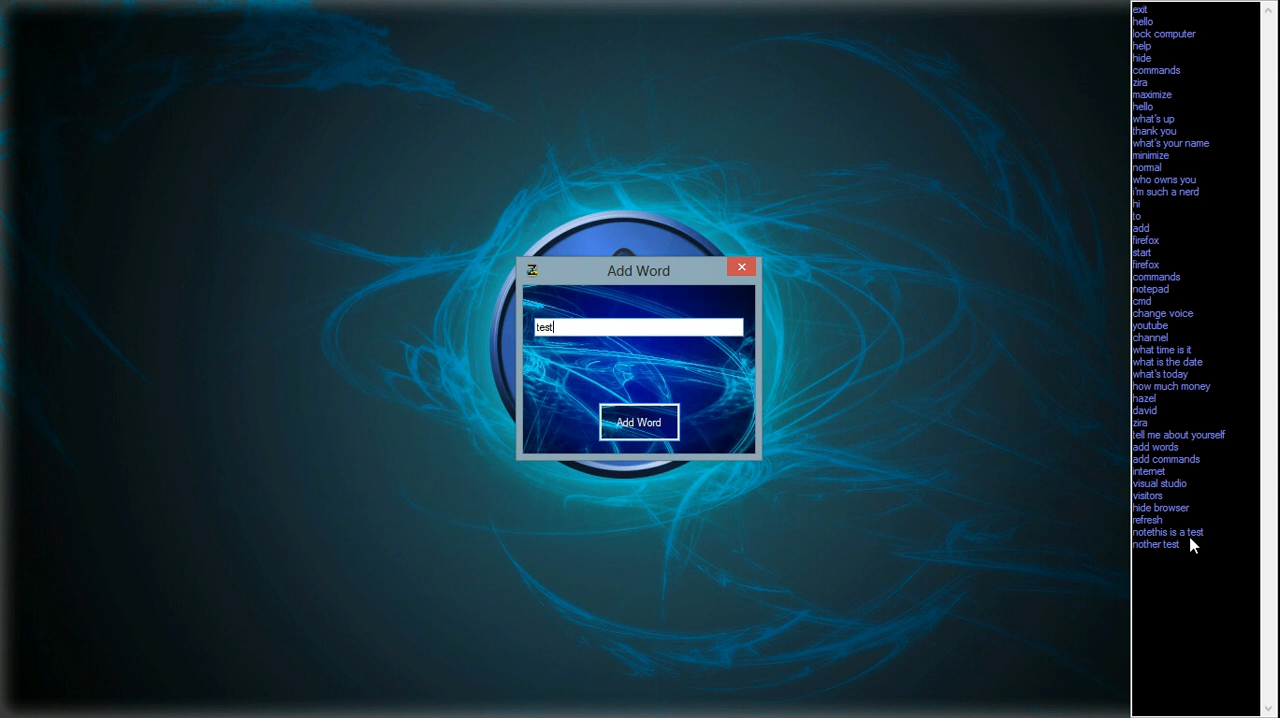 Add Word
test
Add Word
exit
hello
lock computer
help
hide
commands
zira
maximize
hello
what's up
thank you
what's your name
minimize
normal
who owns you
i'm such a nerd
hi
to
add
firefox
start
firefox
commands
notepad
cmd
change voice
youtube
channel
what time is it
what is the date
what's today
how much money
hazel
david
zira
tell me about yourself
add words
add commands
internet
visual studio
visitors
hide browser
refresh
notethis is a test
nother test